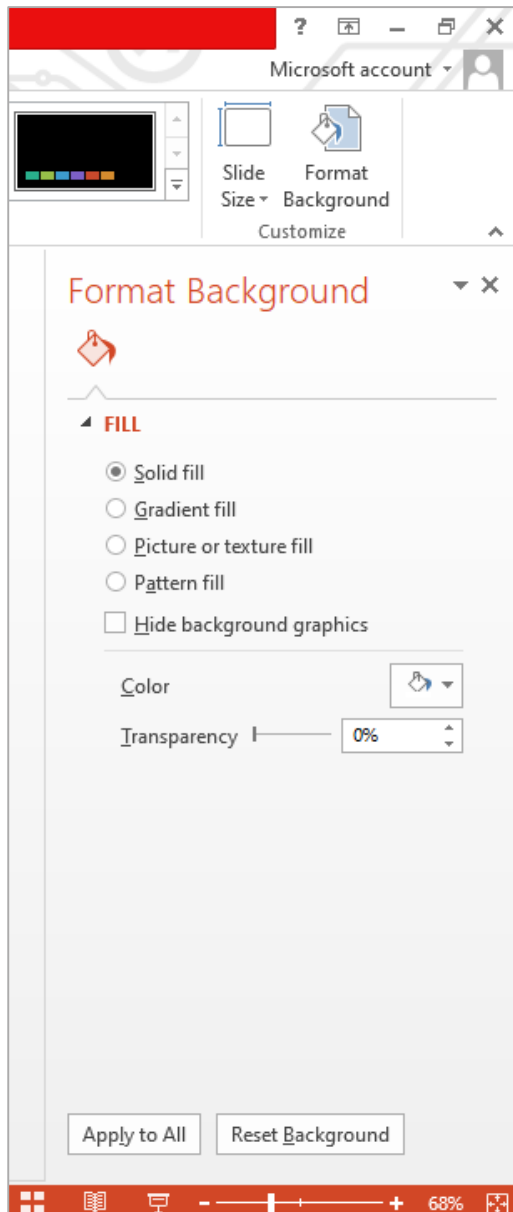 ?
Microsoft account
Slide
Size
Format
Background
Customize
Format Background
FILL
Solid fill
Gradient fill
Picture or texture fill
Pattern fill
Hide background graphics
Color
Transparency 0%
Apply to All Reset Background
- + 68%